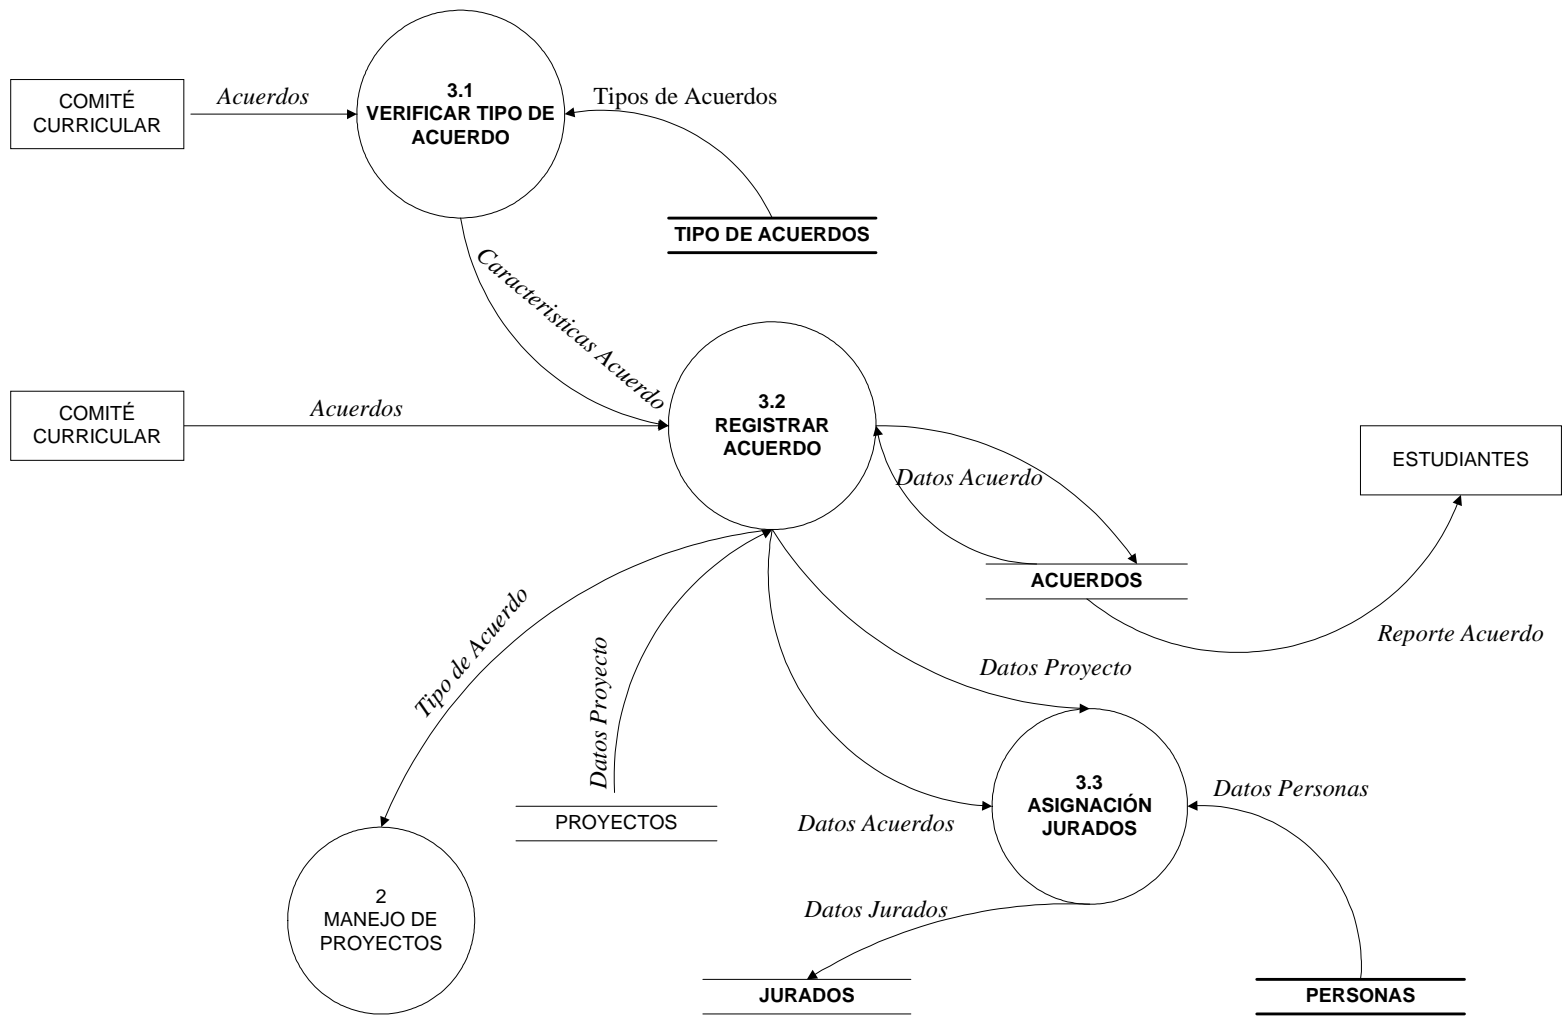 COMITÉ
CURRICULAR
Acuerdos
3.1
VERIFICAR TIPO DE
ACUERDO
Tipos de Acuerdos
TIPO DE ACUERDOS
Caracteristicas Acuerdo
COMITÉ
CURRICULAR
Acuerdos
3.2
REGISTRAR
ACUERDO
Datos Acuerdo
ESTUDIANTES
ACUERDOS
Reporte Acuerdo
Tipo de Acuerdo
Datos Proyecto
Datos Proyecto
PROYECTOS
Datos Acuerdos
3.3
ASIGNACIÓN
JURADOS
Datos Personas
2
MANEJO DE
PROYECTOS
Datos Jurados
JURADOS
PERSONAS